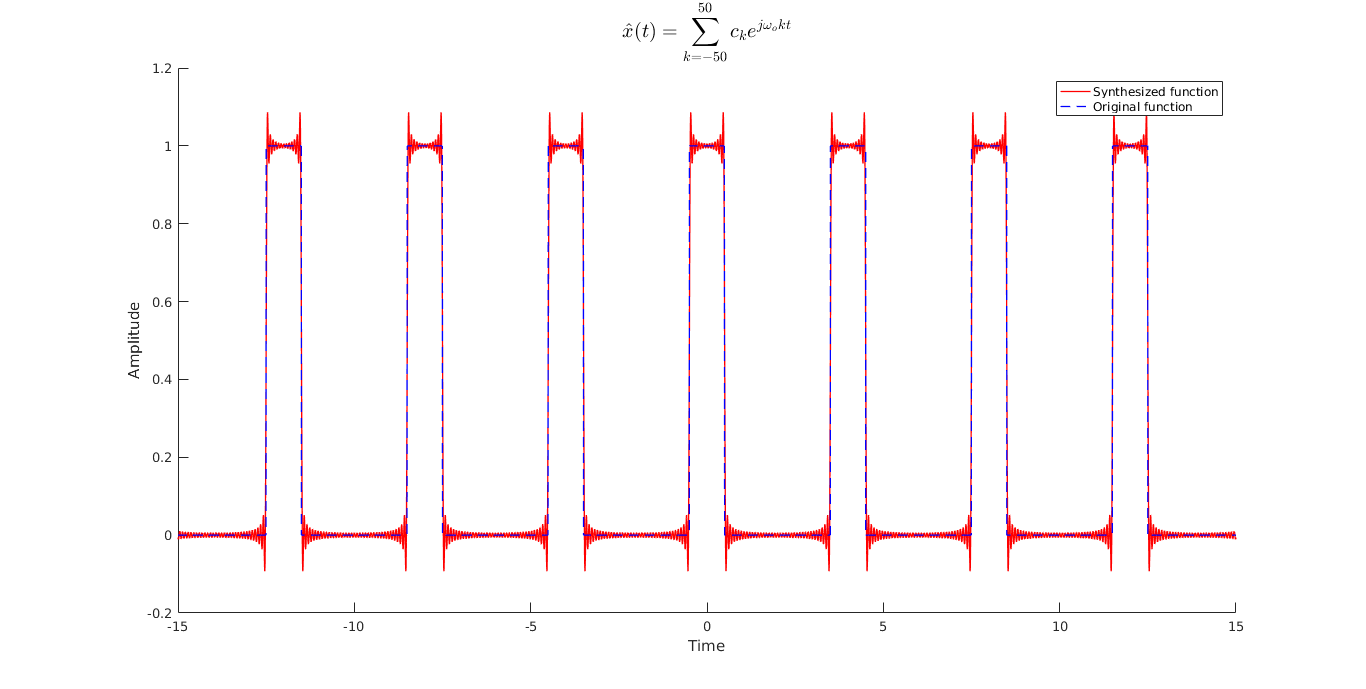 x̂(t) = ∑_{k=−50}^{50} c_k e^{jω_o kt}
Synthesized function
Original function
1.2
1
0.8
0.6
0.4
0.2
0
-0.2
Amplitude
-15 -10 -5 0 5 10 15
Time